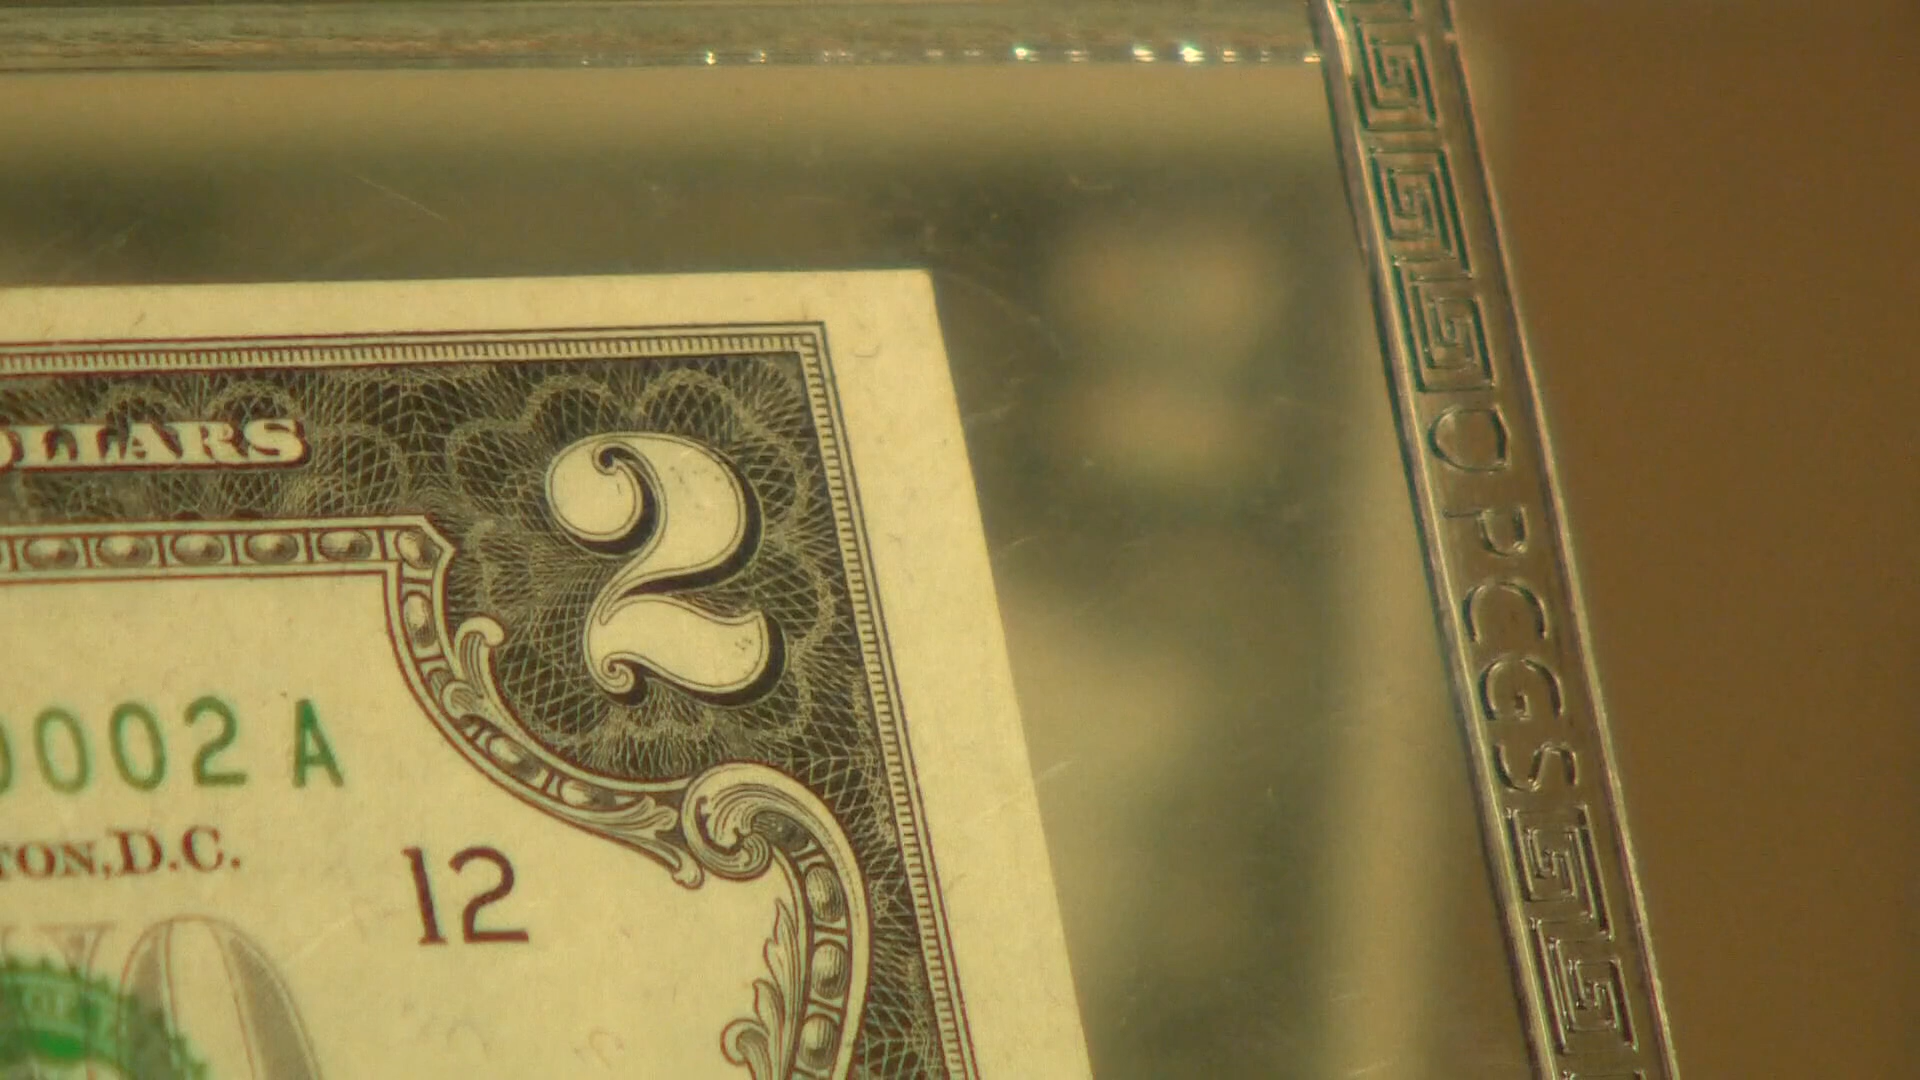 OLLARS
2
0002 A
TON, D.C.
12
PCGS